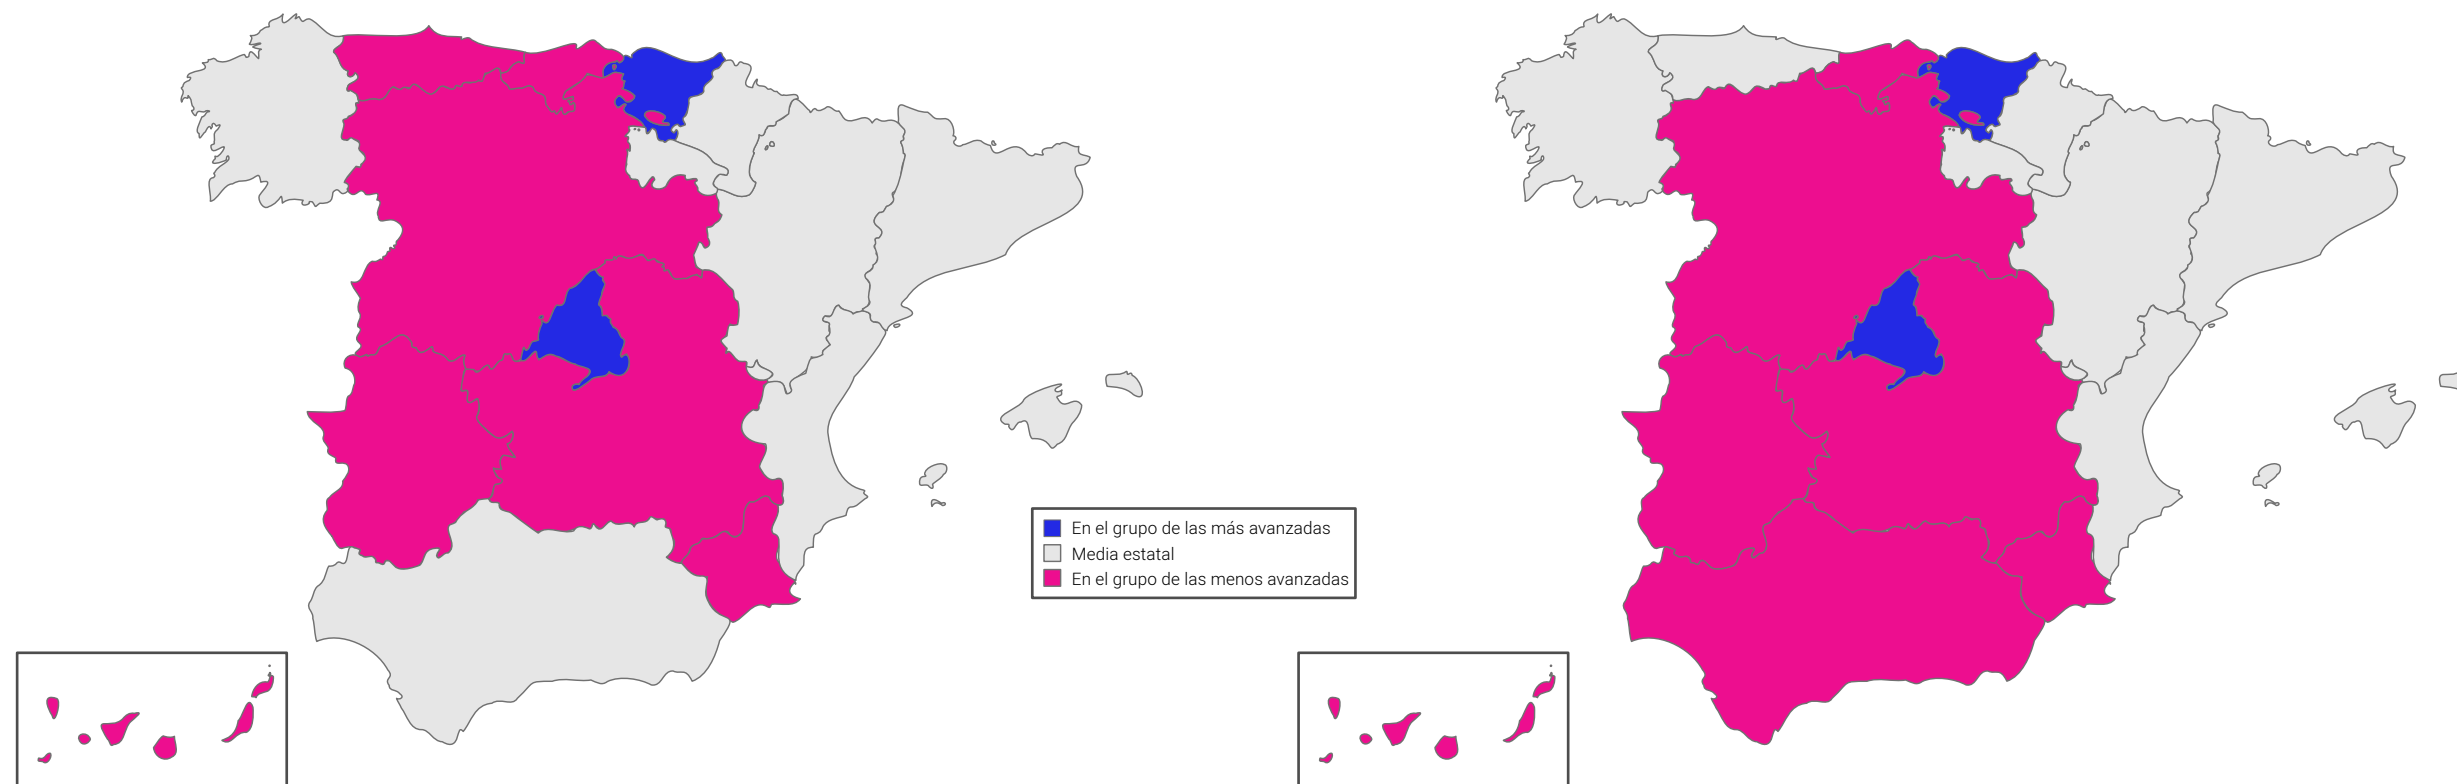 En el grupo de las más avanzadas
Media estatal
En el grupo de las menos avanzadas